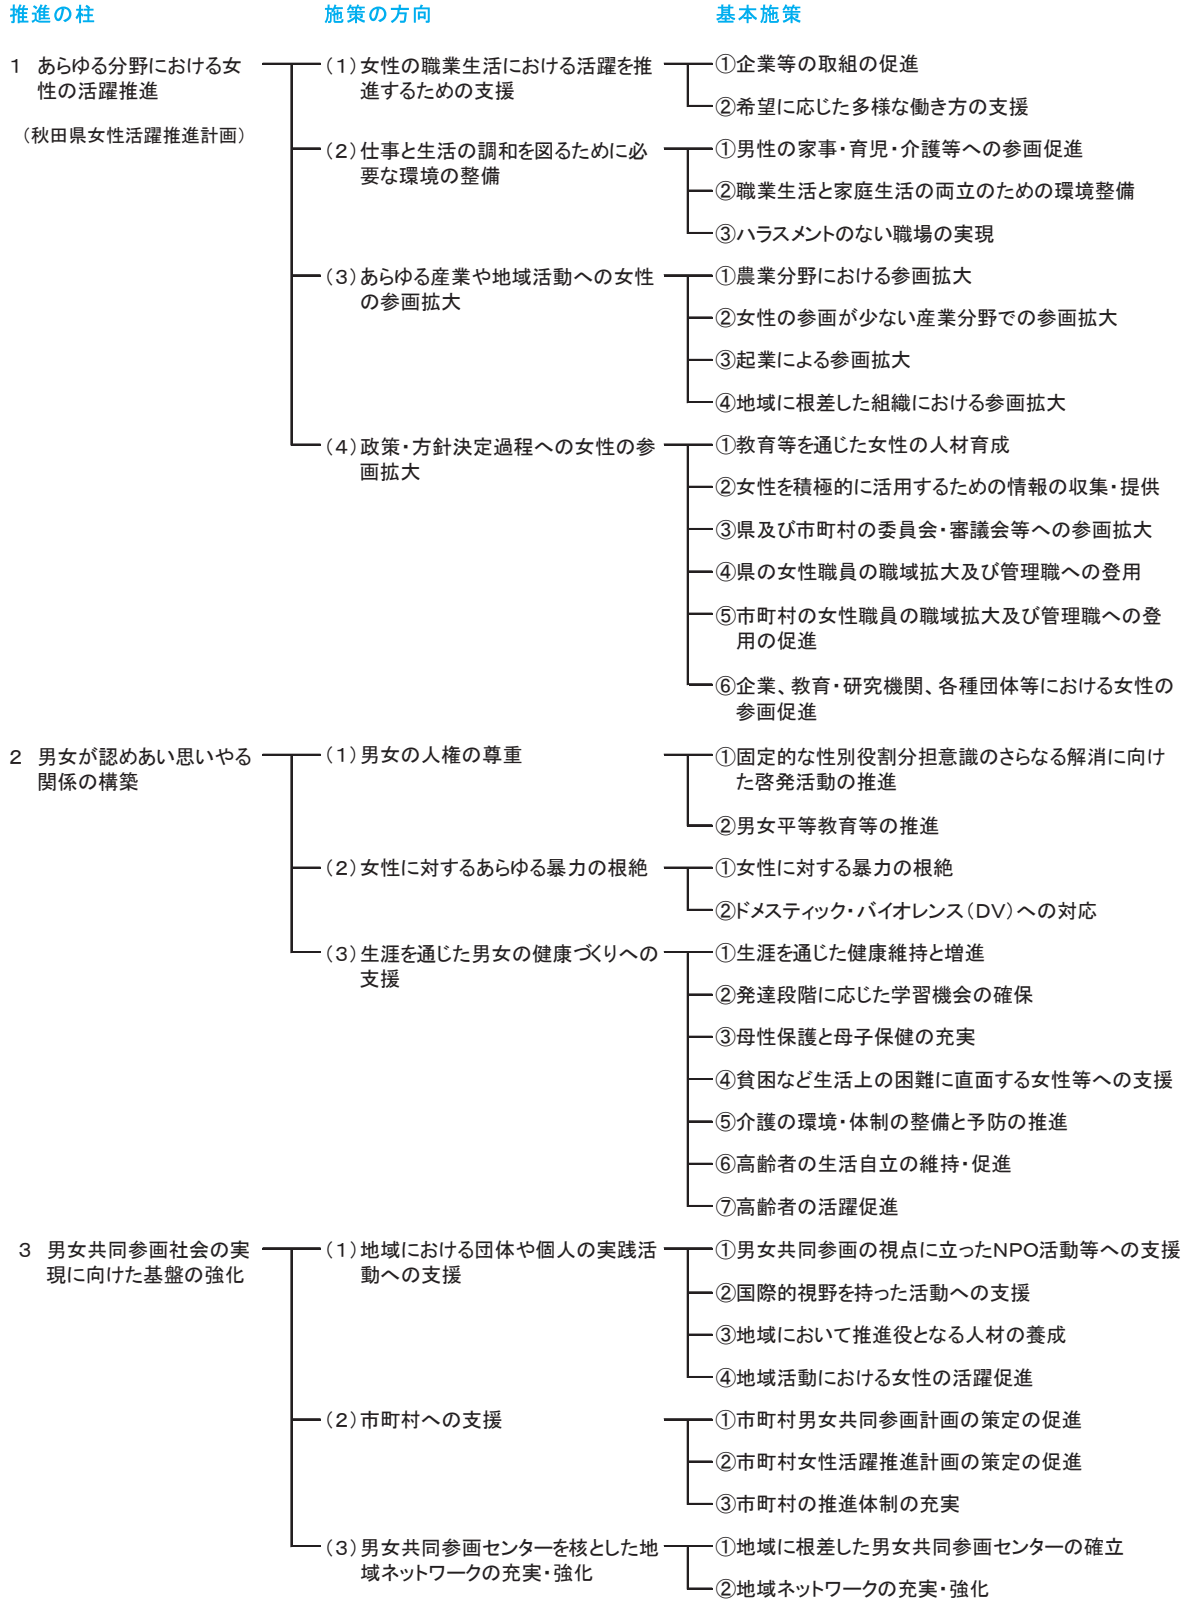 推進の柱
施策の方向
基本施策
1 あらゆる分野における女
性の活躍推進
（秋田県女性活躍推進計画）
（1）女性の職業生活における活躍を推
進するための支援
①企業等の取組の促進
②希望に応じた多様な働き方の支援
（2）仕事と生活の調和を図るために必
要な環境の整備
①男性の家事・育児・介護等への参画促進
②職業生活と家庭生活の両立のための環境整備
③ハラスメントのない職場の実現
（3）あらゆる産業や地域活動への女性
の参画拡大
①農業分野における参画拡大
②女性の参画が少ない産業分野での参画拡大
③起業による参画拡大
④地域に根差した組織における参画拡大
（4）政策・方針決定過程への女性の参
画拡大
①教育等を通じた女性の人材育成
②女性を積極的に活用するための情報の収集・提供
③県及び市町村の委員会・審議会等への参画拡大
④県の女性職員の職域拡大及び管理職への登用
⑤市町村の女性職員の職域拡大及び管理職への登
用の促進
⑥企業、教育・研究機関、各種団体等における女性の
参画促進
2 男女が認めあい思いやる
関係の構築
（1）男女の人権の尊重
①固定的な性別役割分担意識のさらなる解消に向け
た啓発活動の推進
②男女平等教育等の推進
（2）女性に対するあらゆる暴力の根絶
①女性に対する暴力の根絶
②ドメスティック・バイオレンス（DV）への対応
（3）生涯を通じた男女の健康づくりへの
支援
①生涯を通じた健康維持と増進
②発達段階に応じた学習機会の確保
③母性保護と母子保健の充実
④貧困など生活上の困難に直面する女性等への支援
⑤介護の環境・体制の整備と予防の推進
⑥高齢者の生活自立の維持・促進
⑦高齢者の活躍促進
3 男女共同参画社会の実
現に向けた基盤の強化
（1）地域における団体や個人の実践活
動への支援
①男女共同参画の視点に立ったNPO活動等への支援
②国際的視野を持った活動への支援
③地域において推進役となる人材の養成
④地域活動における女性の活躍促進
（2）市町村への支援
①市町村男女共同参画計画の策定の促進
②市町村女性活躍推進計画の策定の促進
③市町村の推進体制の充実
（3）男女共同参画センターを核とした地
域ネットワークの充実・強化
①地域に根差した男女共同参画センターの確立
②地域ネットワークの充実・強化